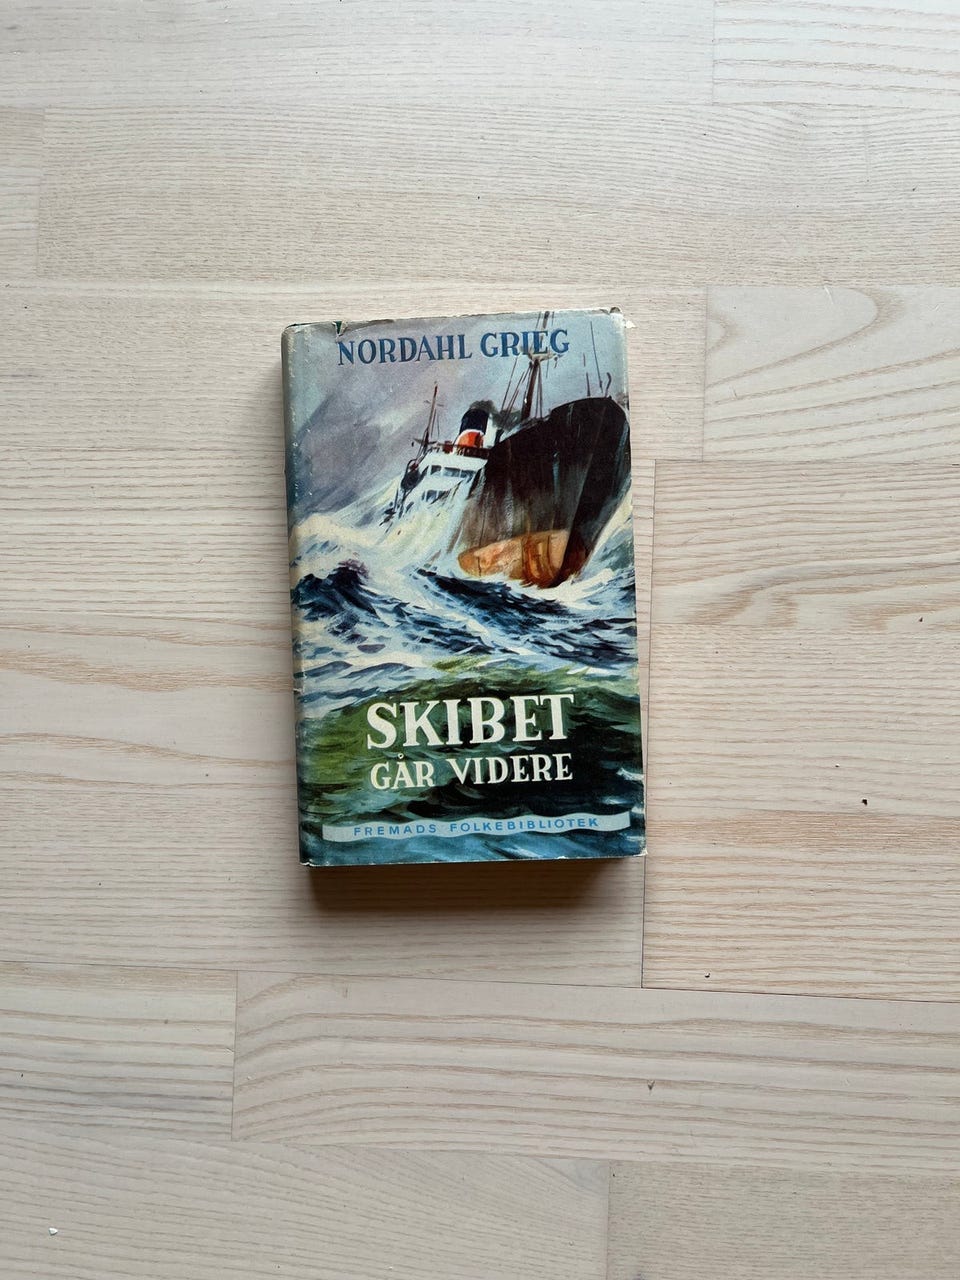 NORDAHL GRIEG
SKIBET
GÅR VIDERE
FREMADS FOLKEBIBLIOTEK